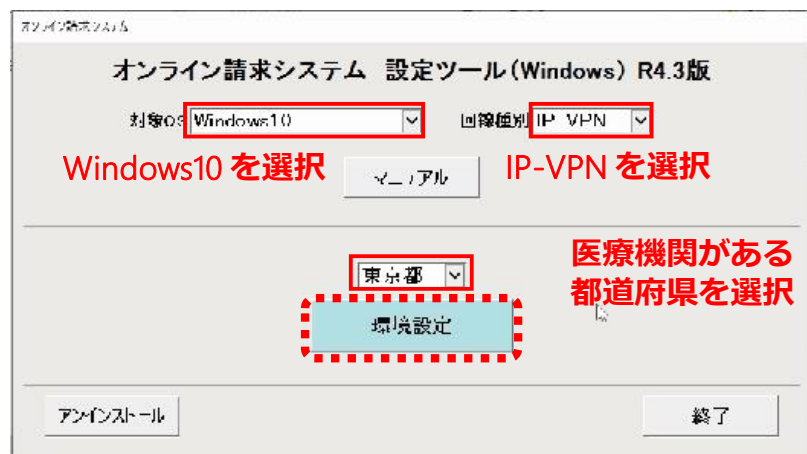 オンライン請求システム
オンライン請求システム 設定ツール(Windows) R4.3版
対象OS Windows10 回線種別 IP-VPN
Windows10 を選択 マニュアル IP-VPN を選択
医療機関がある
東京都 都道府県を選択
環境設定
アンインストール 終了